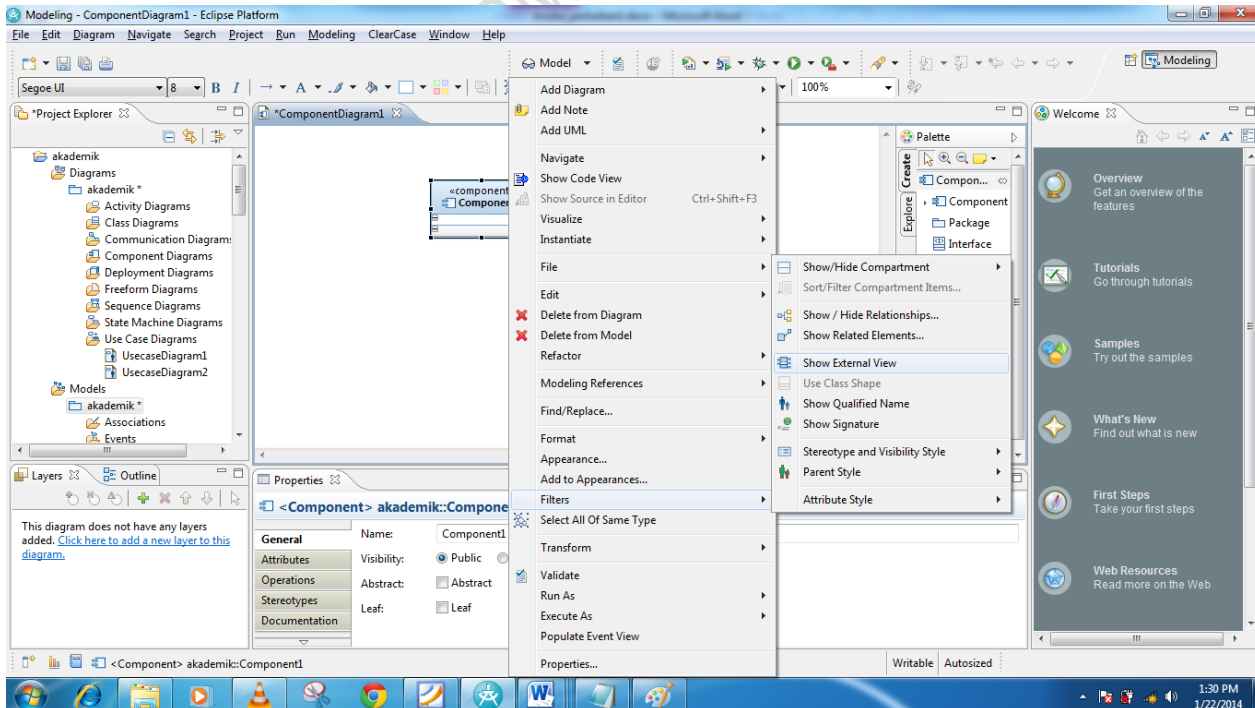 Modeling - ComponentDiagram1 - Eclipse Platform
File Edit Diagram Navigate Search Project Run Modeling ClearCase Window Help
Model
Modeling
Segoe UI 8 B I A 100%
*Project Explorer
akademik
Diagrams
akademik *
Activity Diagrams
Class Diagrams
Communication Diagram
Component Diagrams
Deployment Diagrams
Freeform Diagrams
Sequence Diagrams
State Machine Diagrams
Use Case Diagrams
UsecaseDiagram1
UsecaseDiagram2
Models
akademik *
Associations
Events
*ComponentDiagram1
«component
Componen
Add Diagram
Add Note
Add UML
Navigate
Show Code View
Show Source in Editor Ctrl+Shift+F3
Visualize
Instantiate
File
Edit
Delete from Diagram
Delete from Model
Refactor
Modeling References
Find/Replace...
Format
Appearance...
Add to Appearances...
Filters
Select All Of Same Type
Transform
Validate
Run As
Execute As
Populate Event View
Properties...
Show/Hide Compartment
Sort/Filter Compartment Items...
Show / Hide Relationships...
Show Related Elements...
Show External View
Use Class Shape
Show Qualified Name
Show Signature
Stereotype and Visibility Style
Parent Style
Attribute Style
Palette
Create
Explore
Compon...
Component
Package
Interface
Welcome
Overview
Get an overview of the
features
Tutorials
Go through tutorials
Samples
Try out the samples
What's New
Find out what is new
First Steps
Take your first steps
Web Resources
Read more on the Web
Layers Outline
This diagram does not have any layers
added. Click here to add a new layer to this
diagram.
Properties
<Component> akademik::Compone
General
Attributes
Operations
Stereotypes
Documentation
Name: Component1
Visibility: Public
Abstract: Abstract
Leaf: Leaf
<Component> akademik::Component1
Writable Autosized
1:30 PM
1/22/2014